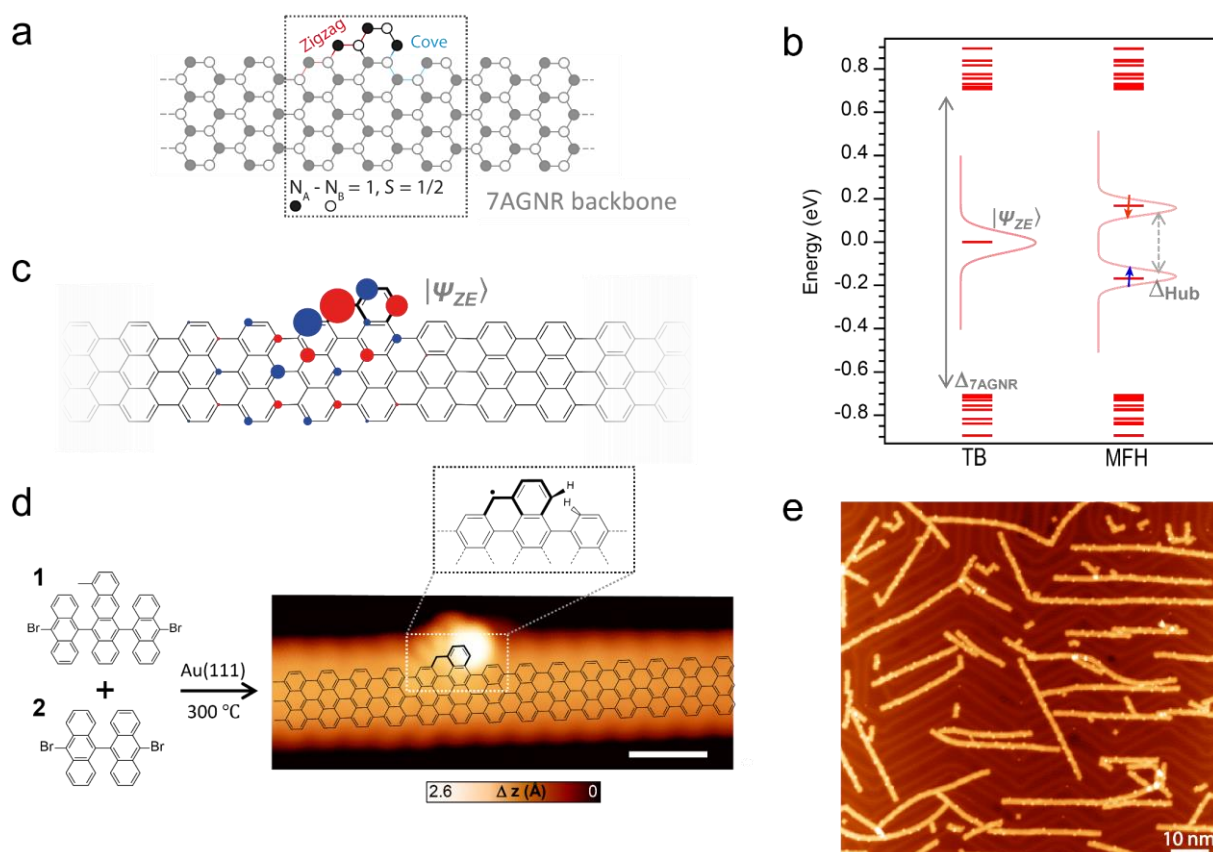 a
Zigzag
Cove
N_A - N_B = 1, S = 1/2
7AGNR backbone
b
Energy (eV)
0.8
0.6
0.4
0.2
0.0
-0.2
-0.4
-0.6
-0.8
|Ψ_ZE⟩
Δ_Hub
Δ_7AGNR
TB
MFH
c
|Ψ_ZE⟩
d
H
H
1
Br
Br
+
2
Br
Br
Au(111)
300 °C
2.6
Δ z (Å)
0
e
10 nm